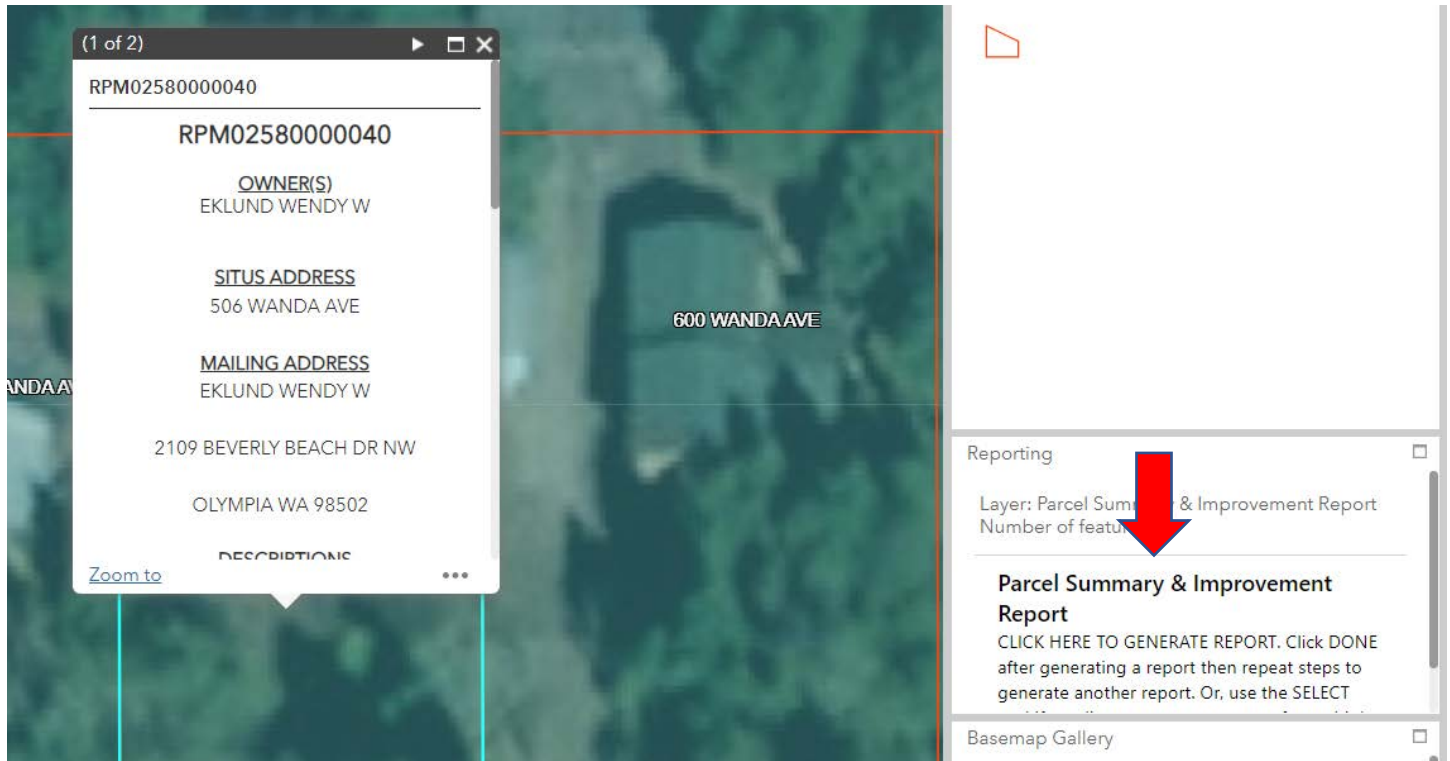 (1 of 2)
RPM02580000040
RPM02580000040
OWNER(S)
EKLUND WENDY W
SITUS ADDRESS
506 WANDA AVE
MAILING ADDRESS
EKLUND WENDY W
2109 BEVERLY BEACH DR NW
OLYMPIA WA 98502
DESCRIPTIONS
Zoom to
600 WANDA AVE
Reporting
Layer: Parcel & Improvement Report
Number of
Parcel Summary & Improvement
Report
CLICK HERE TO GENERATE REPORT. Click DONE
after generating a report then repeat steps to
generate another report. Or, use the SELECT
Basemap Gallery